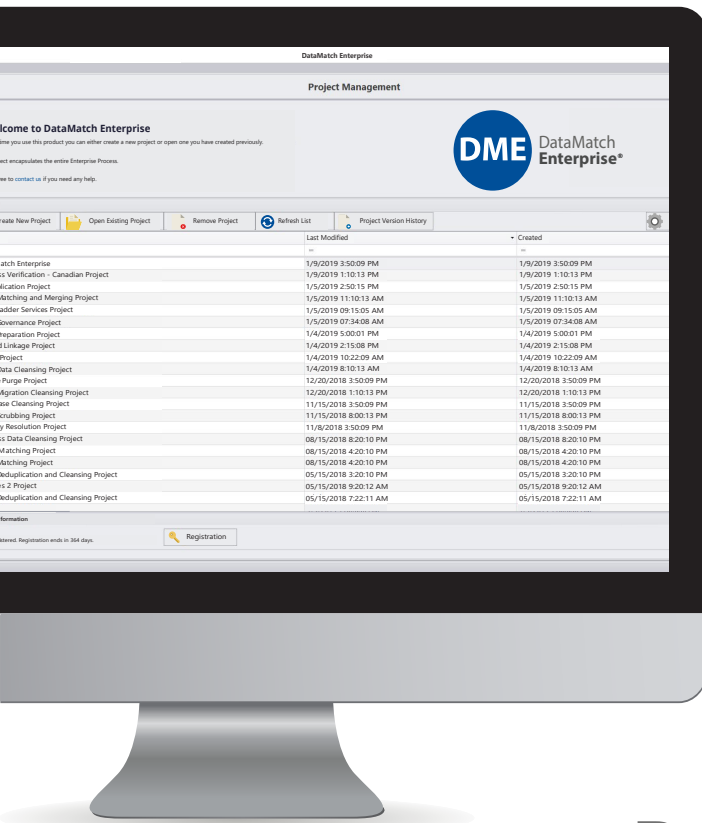 DataMatch Enterprise
Project Management
lcome to DataMatch Enterprise
ime you use this product you can either create a new project or open one you have created previously.
ect encapsulates the entire Enterprise Process.
ee to contact us if you need any help.
DME DataMatch
Enterprise®
reate New Project Open Existing Project Remove Project Refresh List Project Version History
Last Modified Created
= =
atch Enterprise 1/9/2019 3:50:09 PM 1/9/2019 3:50:09 PM
ss Verification – Canadian Project 1/9/2019 1:10:13 PM 1/9/2019 1:10:13 PM
lication Project 1/5/2019 2:50:15 PM 1/5/2019 2:50:15 PM
Matching and Merging Project 1/5/2019 11:10:13 AM 1/5/2019 11:10:13 AM
adder Services Project 1/5/2019 09:15:05 AM 1/5/2019 09:15:05 AM
Governance Project 1/5/2019 07:34:08 AM 1/5/2019 07:34:08 AM
reparation Project 1/4/2019 5:00:01 PM 1/4/2019 5:00:01 PM
d Linkage Project 1/4/2019 2:15:08 PM 1/4/2019 2:15:08 PM
Project 1/4/2019 10:22:09 AM 1/4/2019 10:22:09 AM
Data Cleansing Project 1/4/2019 8:10:13 AM 1/4/2019 8:10:13 AM
Purge Project 12/20/2018 3:50:09 PM 12/20/2018 3:50:09 PM
Migration Cleansing Project 12/20/2018 1:10:13 PM 12/20/2018 1:10:13 PM
ase Cleansing Project 11/15/2018 3:50:09 PM 11/15/2018 3:50:09 PM
crubbing Project 11/15/2018 8:00:13 PM 11/15/2018 8:00:13 PM
y Resolution Project 11/8/2018 3:50:09 PM 11/8/2018 3:50:09 PM
ss Data Cleansing Project 08/15/2018 8:20:10 PM 08/15/2018 8:20:10 PM
Matching Project 08/15/2018 4:20:10 PM 08/15/2018 4:20:10 PM
Matching Project 08/15/2018 4:20:10 PM 08/15/2018 4:20:10 PM
Deduplication and Cleansing Project 05/15/2018 3:20:10 PM 05/15/2018 3:20:10 PM
es 2 Project 05/15/2018 9:20:12 AM 05/15/2018 9:20:12 AM
Deduplication and Cleansing Project 05/15/2018 7:22:11 AM 05/15/2018 7:22:11 AM
nformation
istered. Registration ends in 364 days. Registration